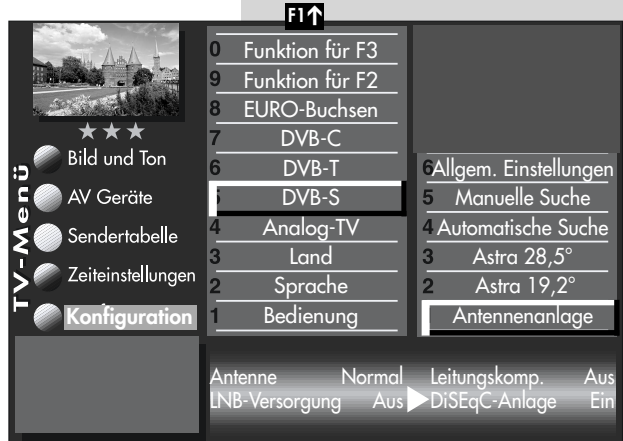 F1↑
TV-Menü
Bild und Ton
AV Geräte
Sendertabelle
Zeiteinstellungen
Konfiguration
0 Funktion für F3
9 Funktion für F2
8 EURO-Buchsen
7 DVB-C
6 DVB-T
DVB-S
4 Analog-TV
3 Land
2 Sprache
1 Bedienung
6 Allgem. Einstellungen
5 Manuelle Suche
4 Automatische Suche
3 Astra 28,5°
2 Astra 19,2°
Antennenanlage
Antenne Normal Leitungskomp. Aus
LNB-Versorgung Aus DiSEqC-Anlage Ein